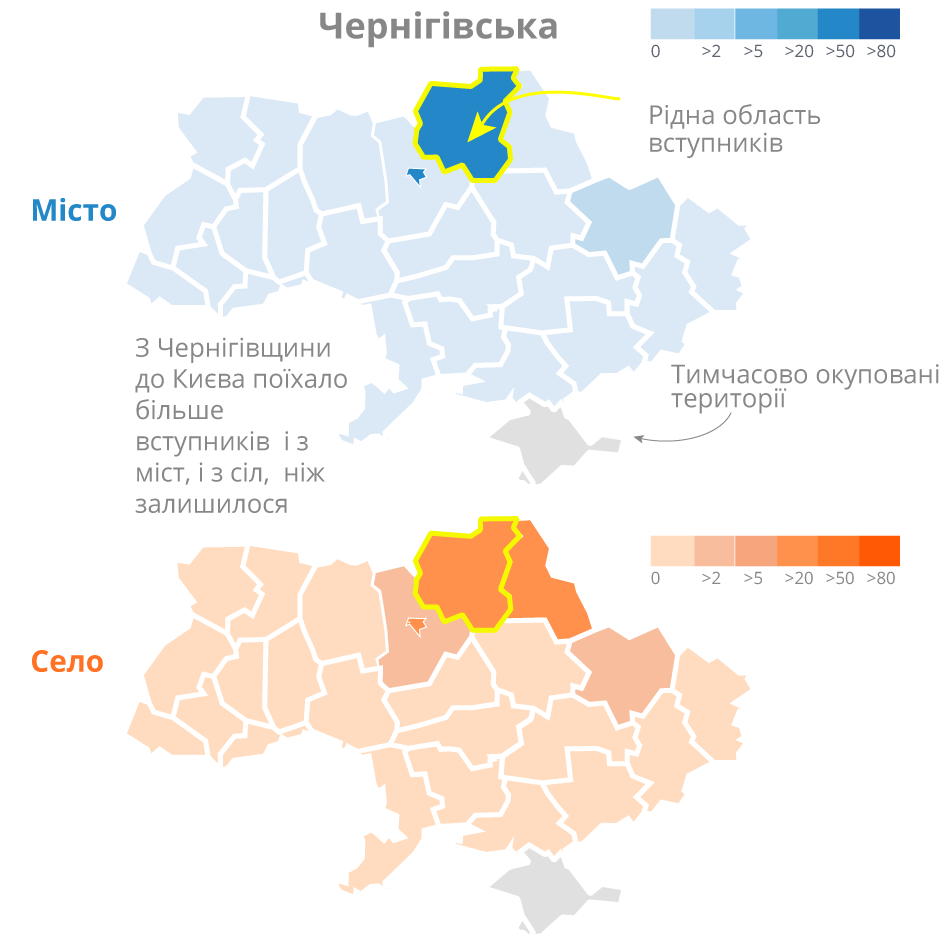 Чернігівська
0 >2 >5 >20 >50 >80
Рідна область
вступників
Місто
З Чернігівщини
до Києва поїхало
більше
вступників і з
міст, і з сіл, ніж
залишилося
Тимчасово окуповані
території
0 >2 >5 >20 >50 >80
Село